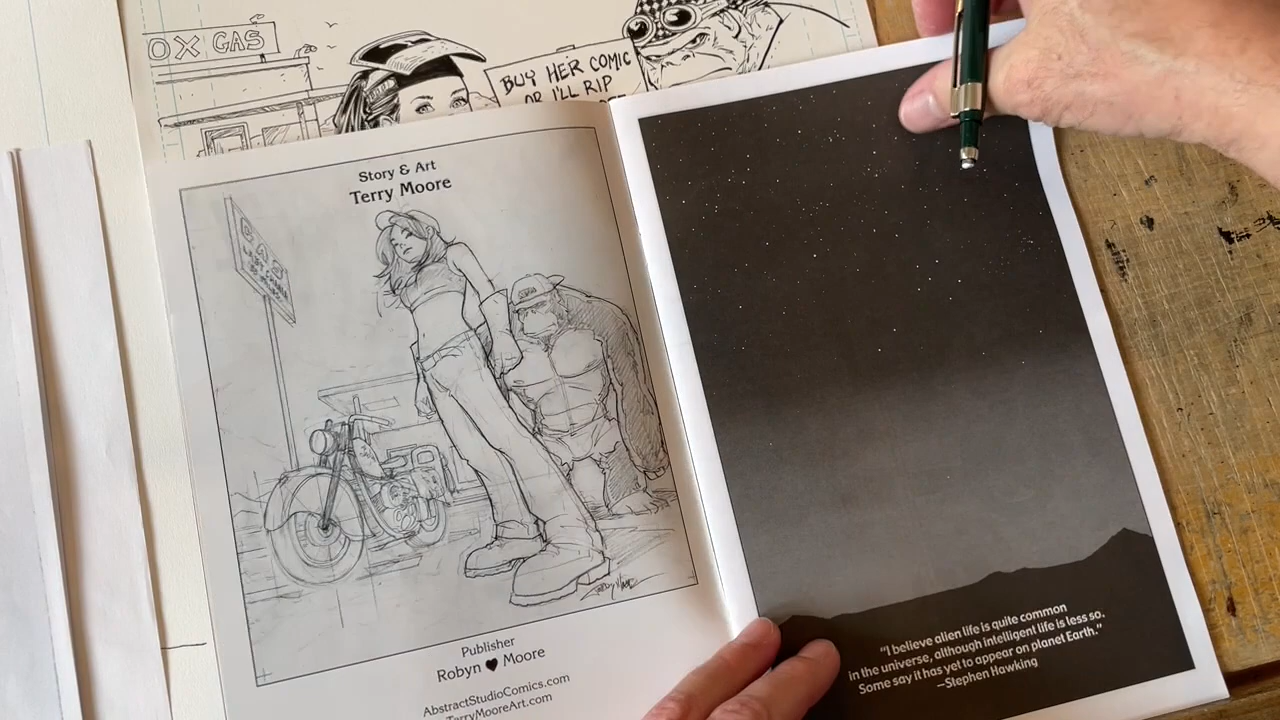 OX GAS
BUY HER COMIC
OR I'LL RIP
Story & Art
Terry Moore
GAS
Publisher
Robyn ♥ Moore
AbstractStudioComics.com
TerryMooreArt.com
"I believe alien life is quite common
in the universe, although intelligent life is less so.
Some say it has yet to appear on planet Earth."
—Stephen Hawking